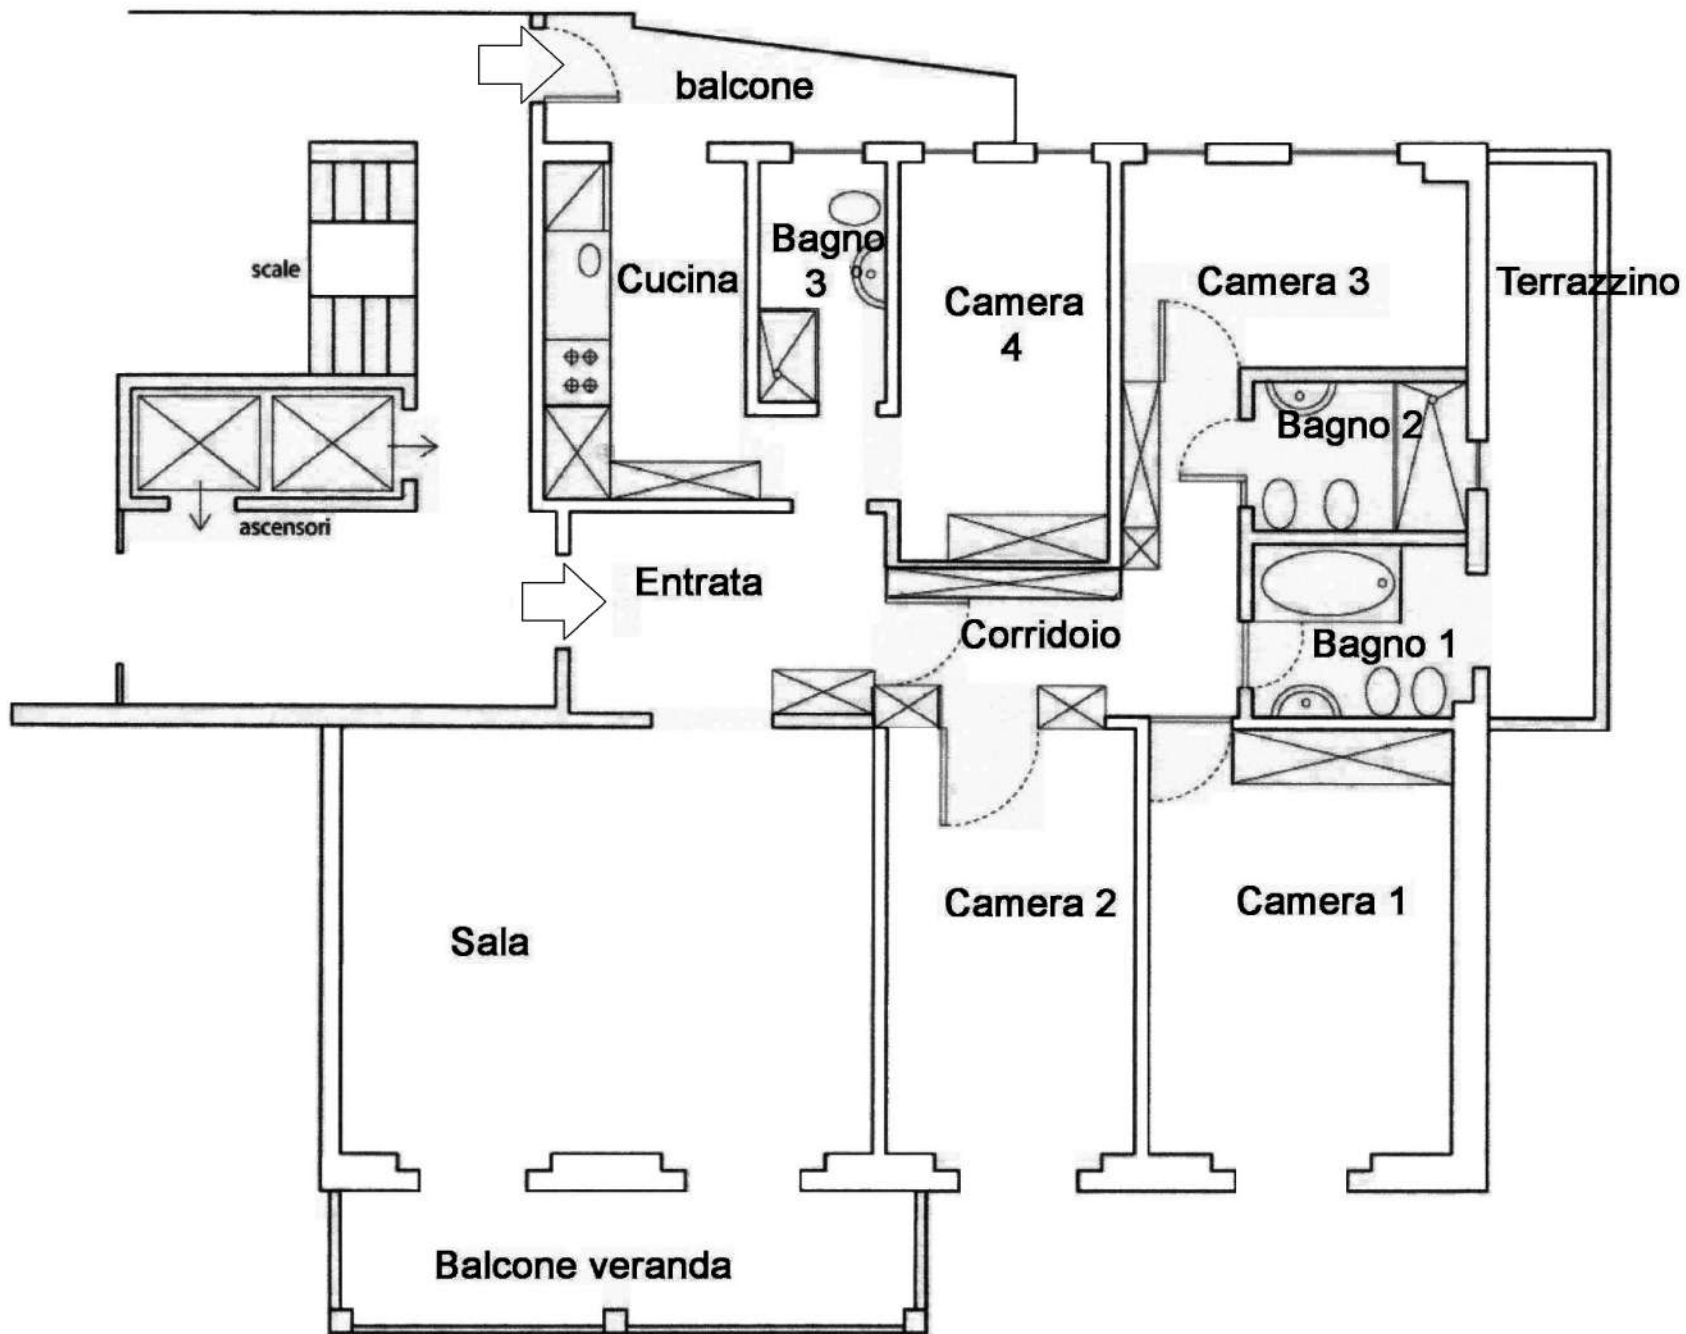 balcone
scale
Cucina
Bagno
3
Camera
4
Camera 3
Terrazzino
Bagno 2
ascensori
Entrata
Corridoio
Bagno 1
Sala
Camera 2
Camera 1
Balcone veranda